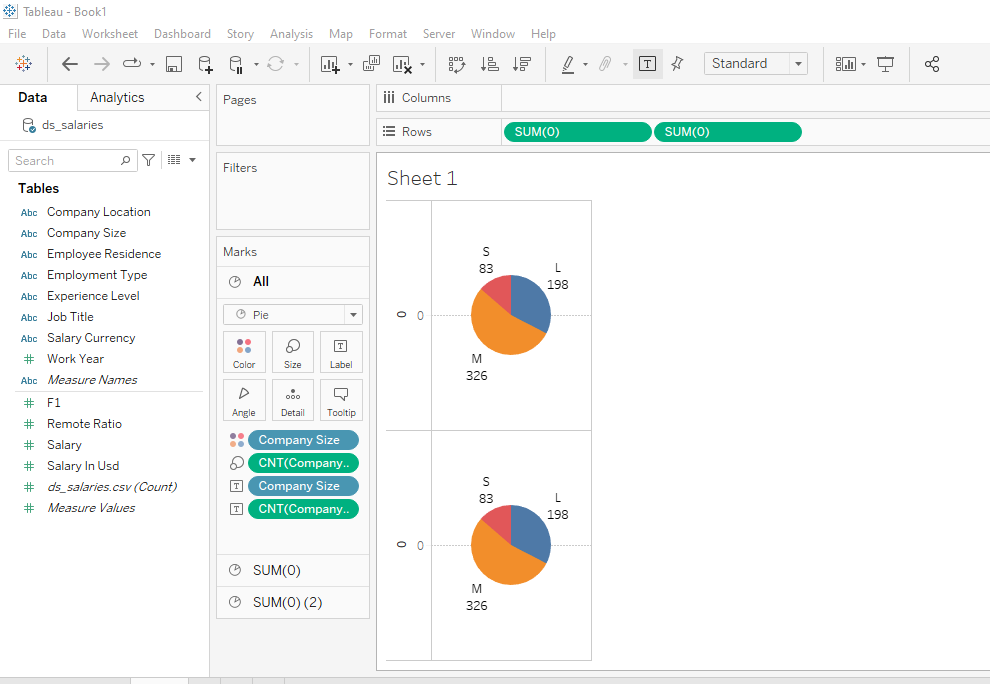 Tableau - Book1
File Data Worksheet Dashboard Story Analysis Map Format Server Window Help
Standard
Data Analytics
ds_salaries
Search
Tables
Abc Company Location
Abc Company Size
Abc Employee Residence
Abc Employment Type
Abc Experience Level
Abc Job Title
Abc Salary Currency
# Work Year
Abc Measure Names
# F1
# Remote Ratio
# Salary
# Salary In Usd
# ds_salaries.csv (Count)
# Measure Values
Pages
Filters
Marks
All
Pie
Color Size Label
Angle Detail Tooltip
Company Size
CNT(Company..
Company Size
CNT(Company..
SUM(0)
SUM(0) (2)
Columns
Rows SUM(0) SUM(0)
Sheet 1
S
83
L
198
0 0
M
326
S
83
L
198
0 0
M
326